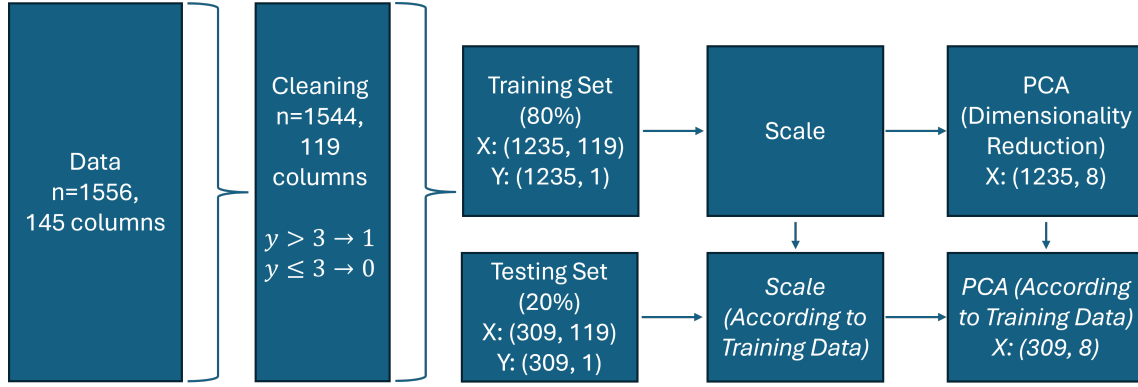 Data
n=1556,
145 columns
Cleaning
n=1544,
119
columns
y > 3 → 1
y ≤ 3 → 0
Training Set
(80%)
X: (1235, 119)
Y: (1235, 1)
Scale
PCA
(Dimensionality
Reduction)
X: (1235, 8)
Testing Set
(20%)
X: (309, 119)
Y: (309, 1)
Scale
(According to
Training Data)
PCA (According
to Training Data)
X: (309, 8)